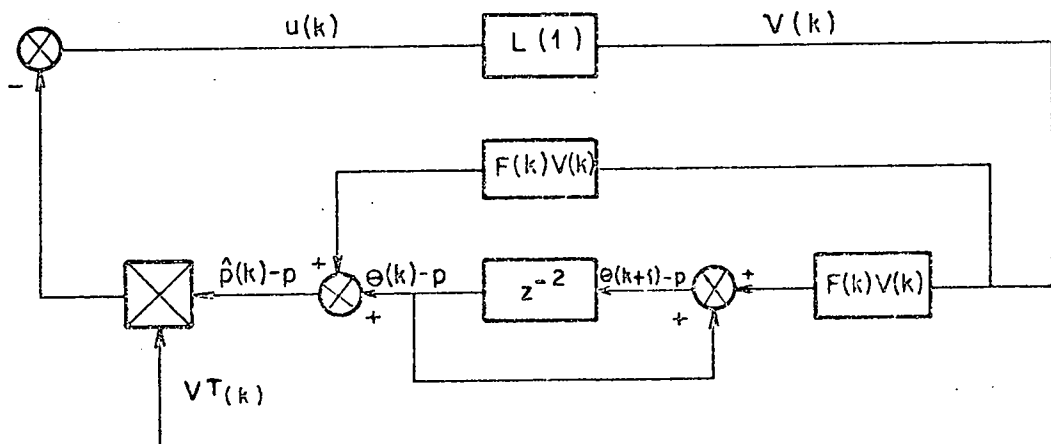 u(k)
L(1)
V(k)
-
F(k)V(k)
p̂(k)-p
+
θ(k)-p
+
z⁻²
θ(k+1)-p
+
+
F(k)V(k)
VT(k)